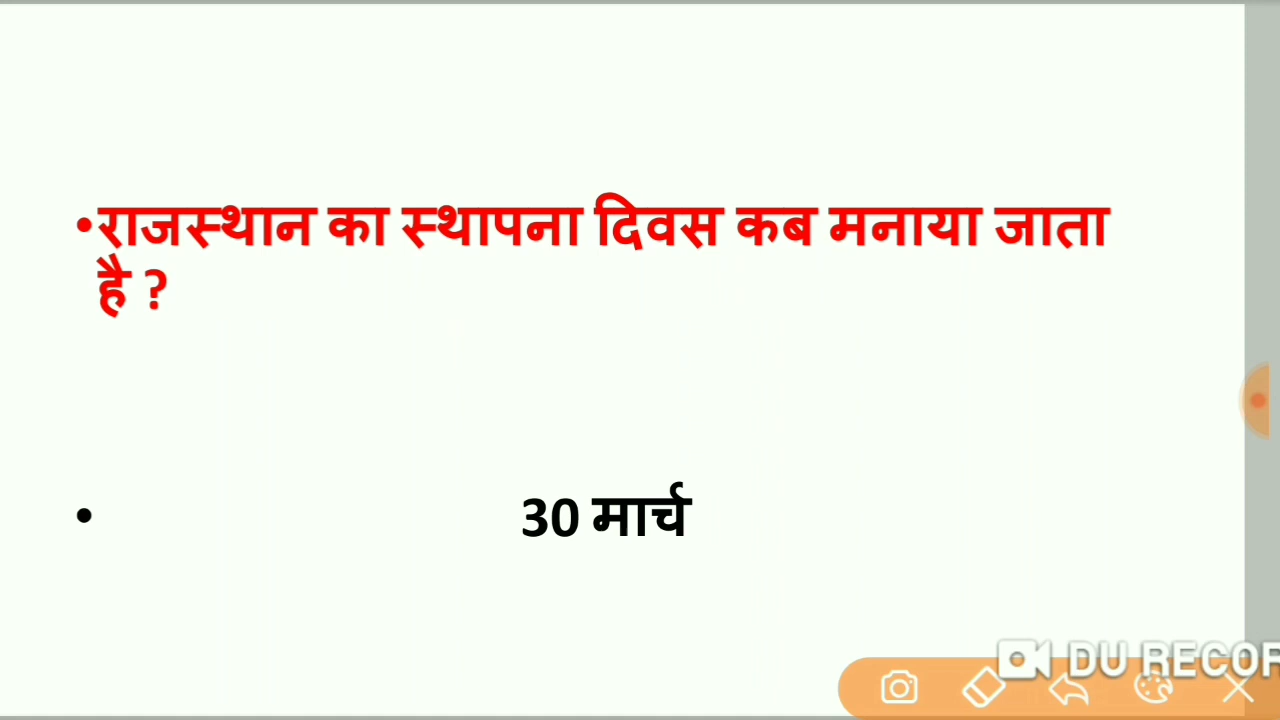 •राजस्थान का स्थापना दिवस कब मनाया जाता
है ?
• 30 मार्च
DU RECOR